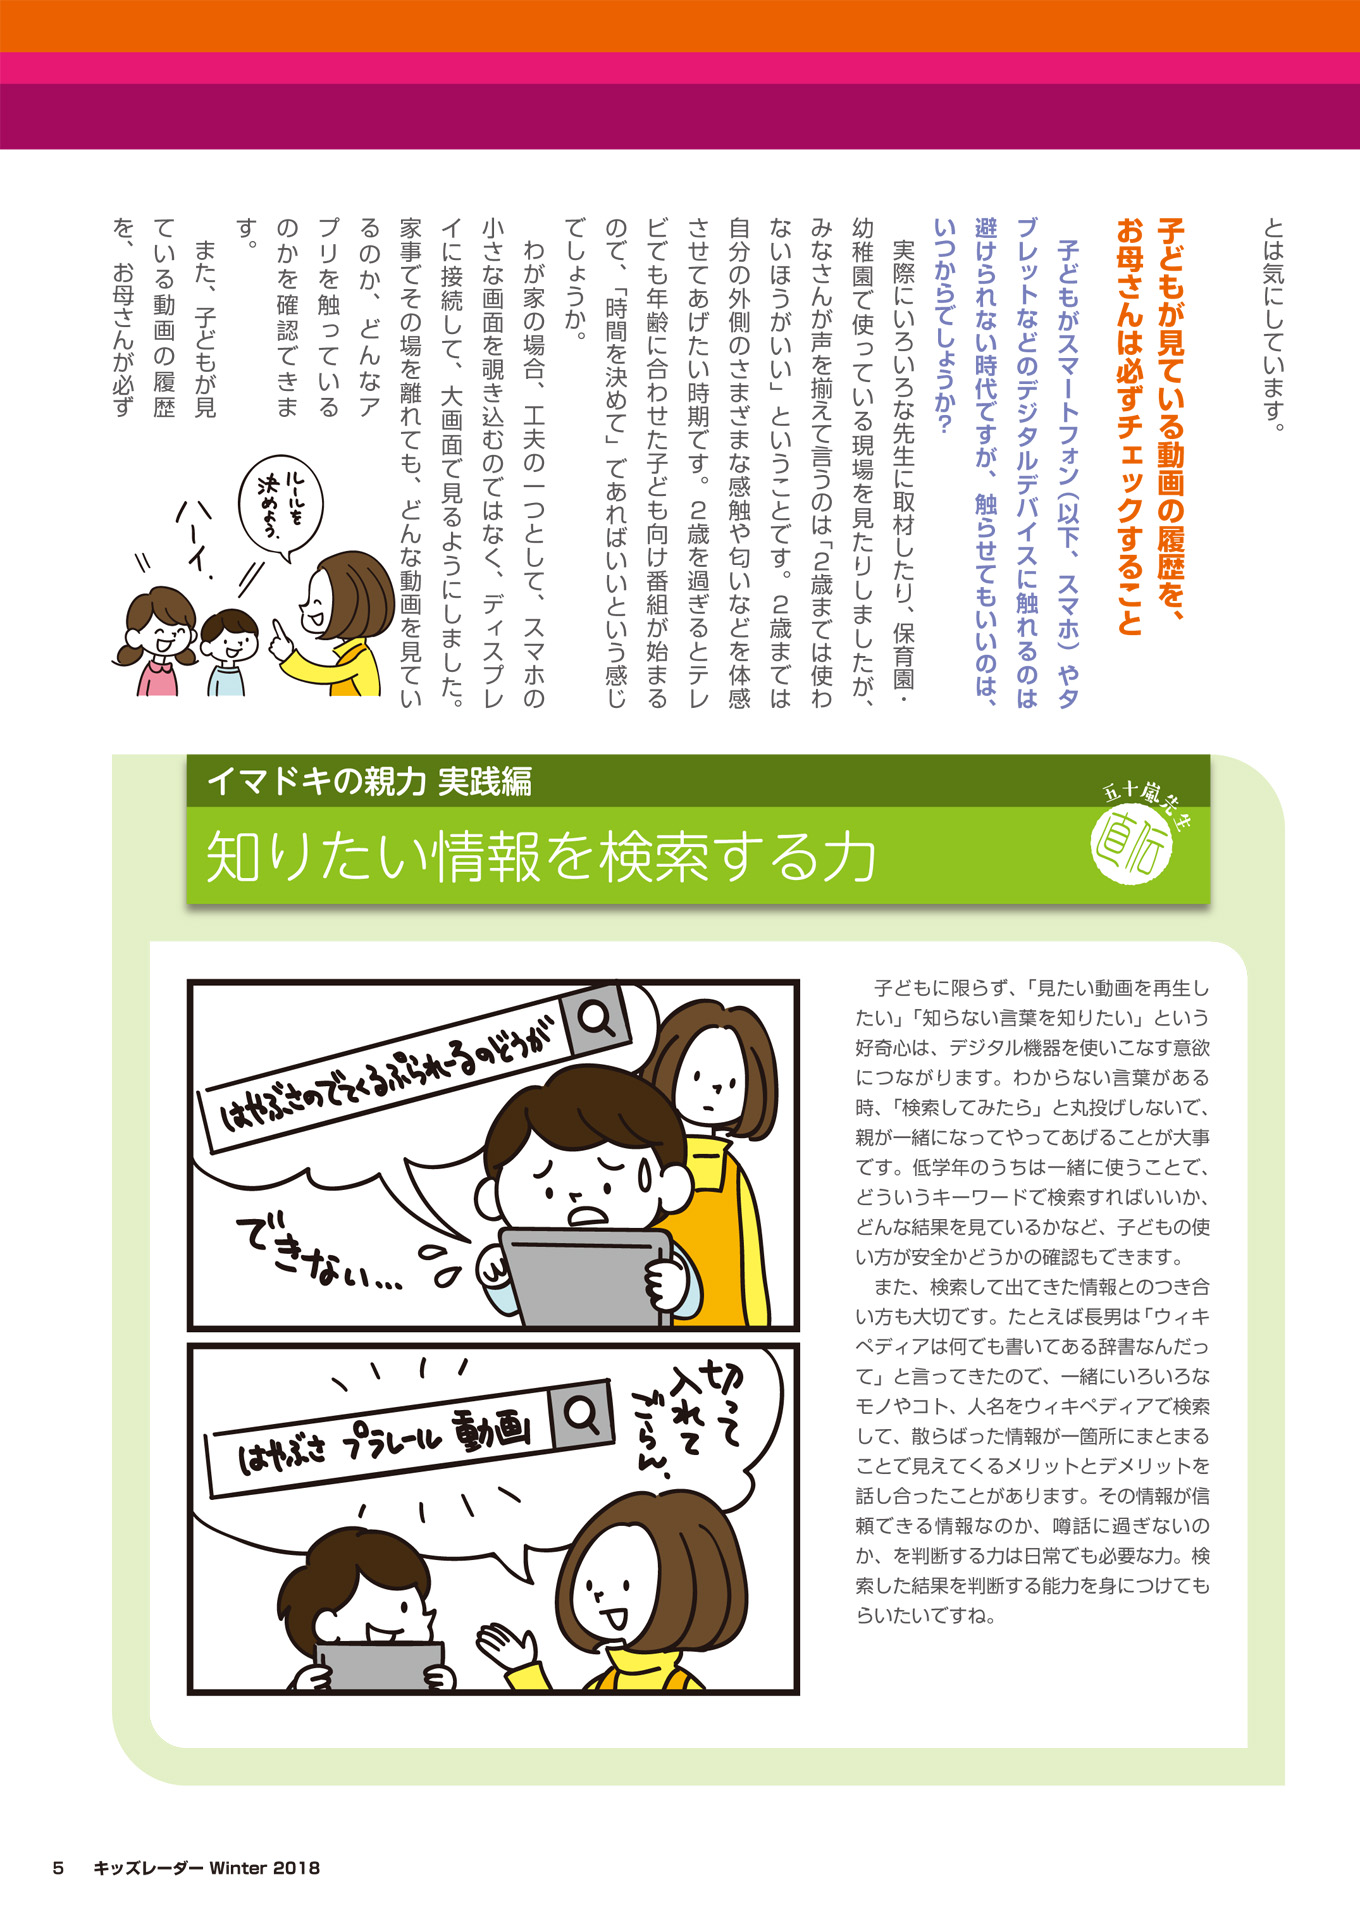 とは気にしています。
子どもが見ている動画の履歴を、
お母さんは必ずチェックすること
子どもがスマートフォン（以下、スマホ）やタ
ブレットなどのデジタルデバイスに触れるのは
避けられない時代ですが、触らせてもいいのは、
いつからでしょうか？
実際にいろいろな先生に取材したり、保育園・
幼稚園で使っている現場を見たりしましたが、
みなさんが声を揃えて言うのは「２歳までは使わ
ないほうがいい」ということです。２歳までは
自分の外側のさまざまな感触や匂いなどを体感
させてあげたい時期です。２歳を過ぎるとテレ
ビでも年齢に合わせた子ども向け番組が始まる
ので、「時間を決めて」であればいいという感じ
でしょうか。
わが家の場合、工夫の一つとして、スマホの
小さな画面を覗き込むのではなく、ディスプレ
イに接続して、大画面で見るようにしました。
家事でその場を離れても、どんな動画を見てい
るのか、どんなア
プリを触っている
のかを確認できま
す。
また、子どもが見
ている動画の履歴
を、お母さんが必ず
ルールを
決めよう。
ハーイ。
イマドキの親力 実践編
知りたい情報を検索する力
五十嵐先生
直伝
はやぶさのでてくるぷられーるのどうが
できない…
切って
入れて
ごらん。
はやぶさ プラレール 動画
子どもに限らず、「見たい動画を再生し
たい」「知らない言葉を知りたい」という
好奇心は、デジタル機器を使いこなす意欲
につながります。わからない言葉がある
時、「検索してみたら」と丸投げしないで、
親が一緒になってやってあげることが大事
です。低学年のうちは一緒に使うことで、
どういうキーワードで検索すればいいか、
どんな結果を見ているかなど、子どもの使
い方が安全かどうかの確認もできます。
また、検索して出てきた情報とのつき合
い方も大切です。たとえば長男は「ウィキ
ペディアは何でも書いてある辞書なんだっ
て」と言ってきたので、一緒にいろいろな
モノやコト、人名をウィキペディアで検索
して、散らばった情報が一箇所にまとまる
ことで見えてくるメリットとデメリットを
話し合ったことがあります。その情報が信
頼できる情報なのか、噂話に過ぎないの
か、を判断する力は日常でも必要な力。検
索した結果を判断する能力を身につけても
らいたいですね。
5 キッズレーダー Winter 2018